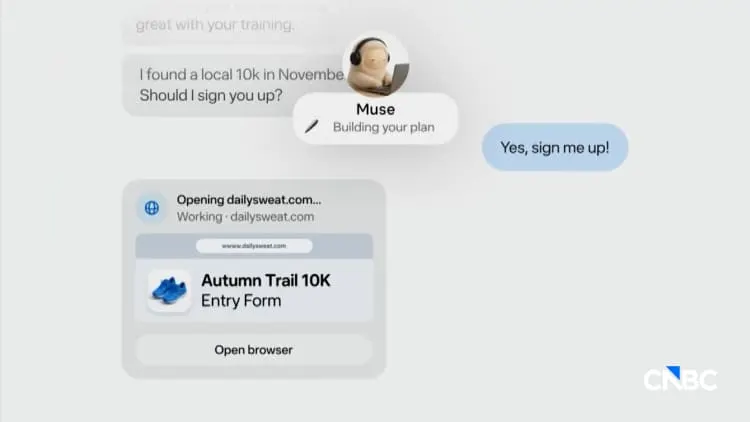 great with your training.
I found a local 10k in Novembe
Should I sign you up?
Muse
Building your plan
Yes, sign me up!
Opening dailysweat.com...
Working · dailysweat.com
wwww.dailysweat.com
Autumn Trail 10K
Entry Form
Open browser
CNBC